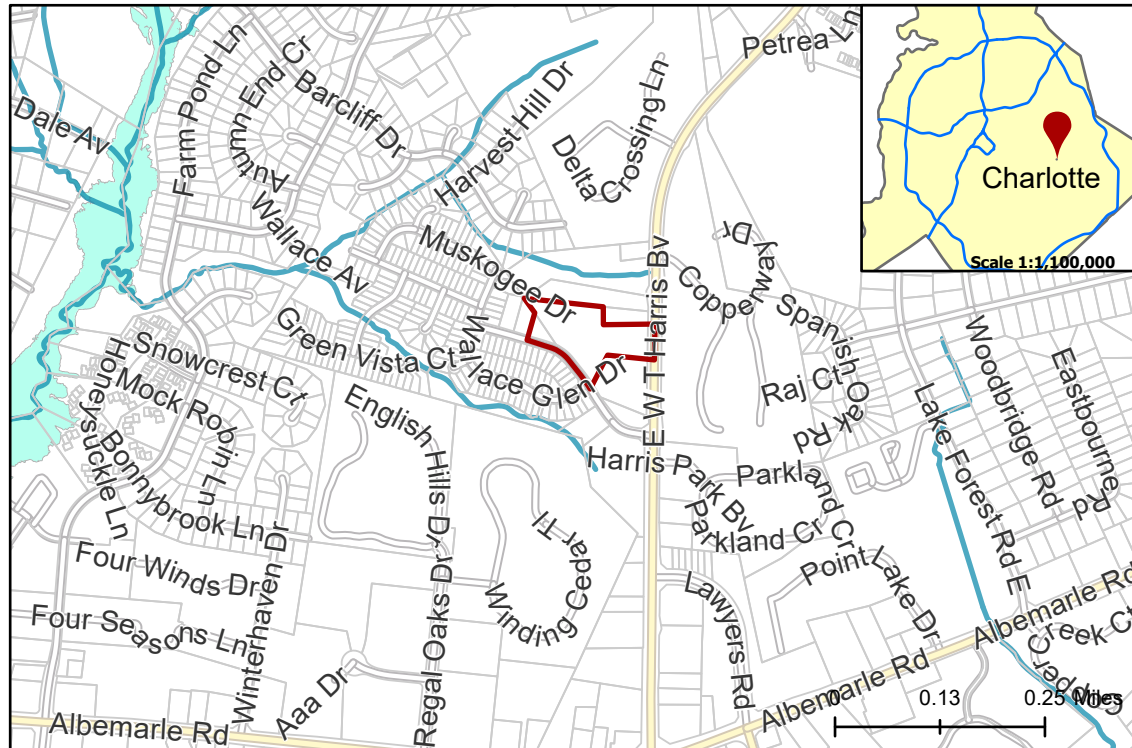 Petrea Ln
Farm Pond Ln
Autumn End Cr
Barcliff Dr
Harvest Hill Dr
Delta Crossing Ln
Dale Av
Charlotte
Scale 1:1,100,000
Wallace Av
Muskogee Dr
E W T Harris Bv
Copperway Dr
Spanish Oak Rd
Green Vista Ct
Wallace Glen Dr
Raj Ct
Woodbridge Rd
Eastbourne Rd
Snowcrest Ct
Mock Robin Ln
Honeysuckle Ln
Bonnybrook Ln
English Hills Dr
Harris Park Bv
Parkland Cr
Parkland Cr
Lake Forest Rd E
Four Winds Dr
Winding Cedar Tl
Point Lake Dr
Four Seasons Ln
Winterhaven Dr
Regal Oaks Dr
Lawyers Rd
Albemarle Rd
Creek Ct
Copper
Aaa Dr
Albemarle Rd
Albemarle Rd
0 0.13 0.25 Miles